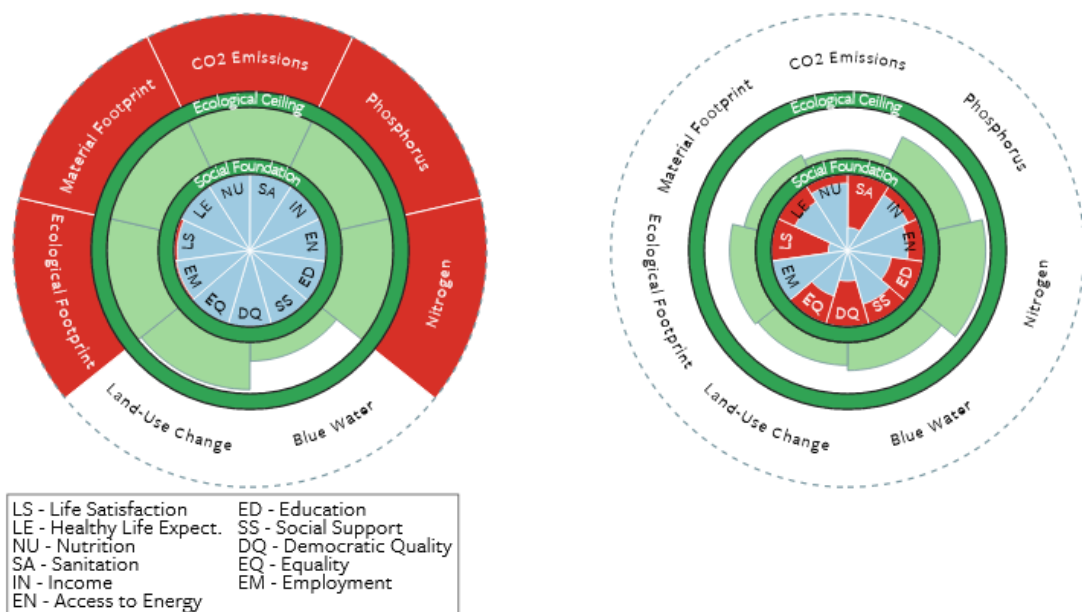 CO2 Emissions
Material Footprint
Phosphorus
Ecological Ceiling
Social Foundation
NU
SA
LE
IN
LS
EN
EM
ED
EQ
DQ
SS
Ecological Footprint
Nitrogen
Land-Use Change
Blue Water
CO2 Emissions
Material Footprint
Phosphorus
Ecological Ceiling
Social Foundation
NU
SA
LE
IN
LS
EN
EM
ED
EQ
DQ
SS
Ecological Footprint
Nitrogen
Land-Use Change
Blue Water
LS - Life Satisfaction
LE - Healthy Life Expect.
NU - Nutrition
SA - Sanitation
IN - Income
EN - Access to Energy
ED - Education
SS - Social Support
DQ - Democratic Quality
EQ - Equality
EM - Employment